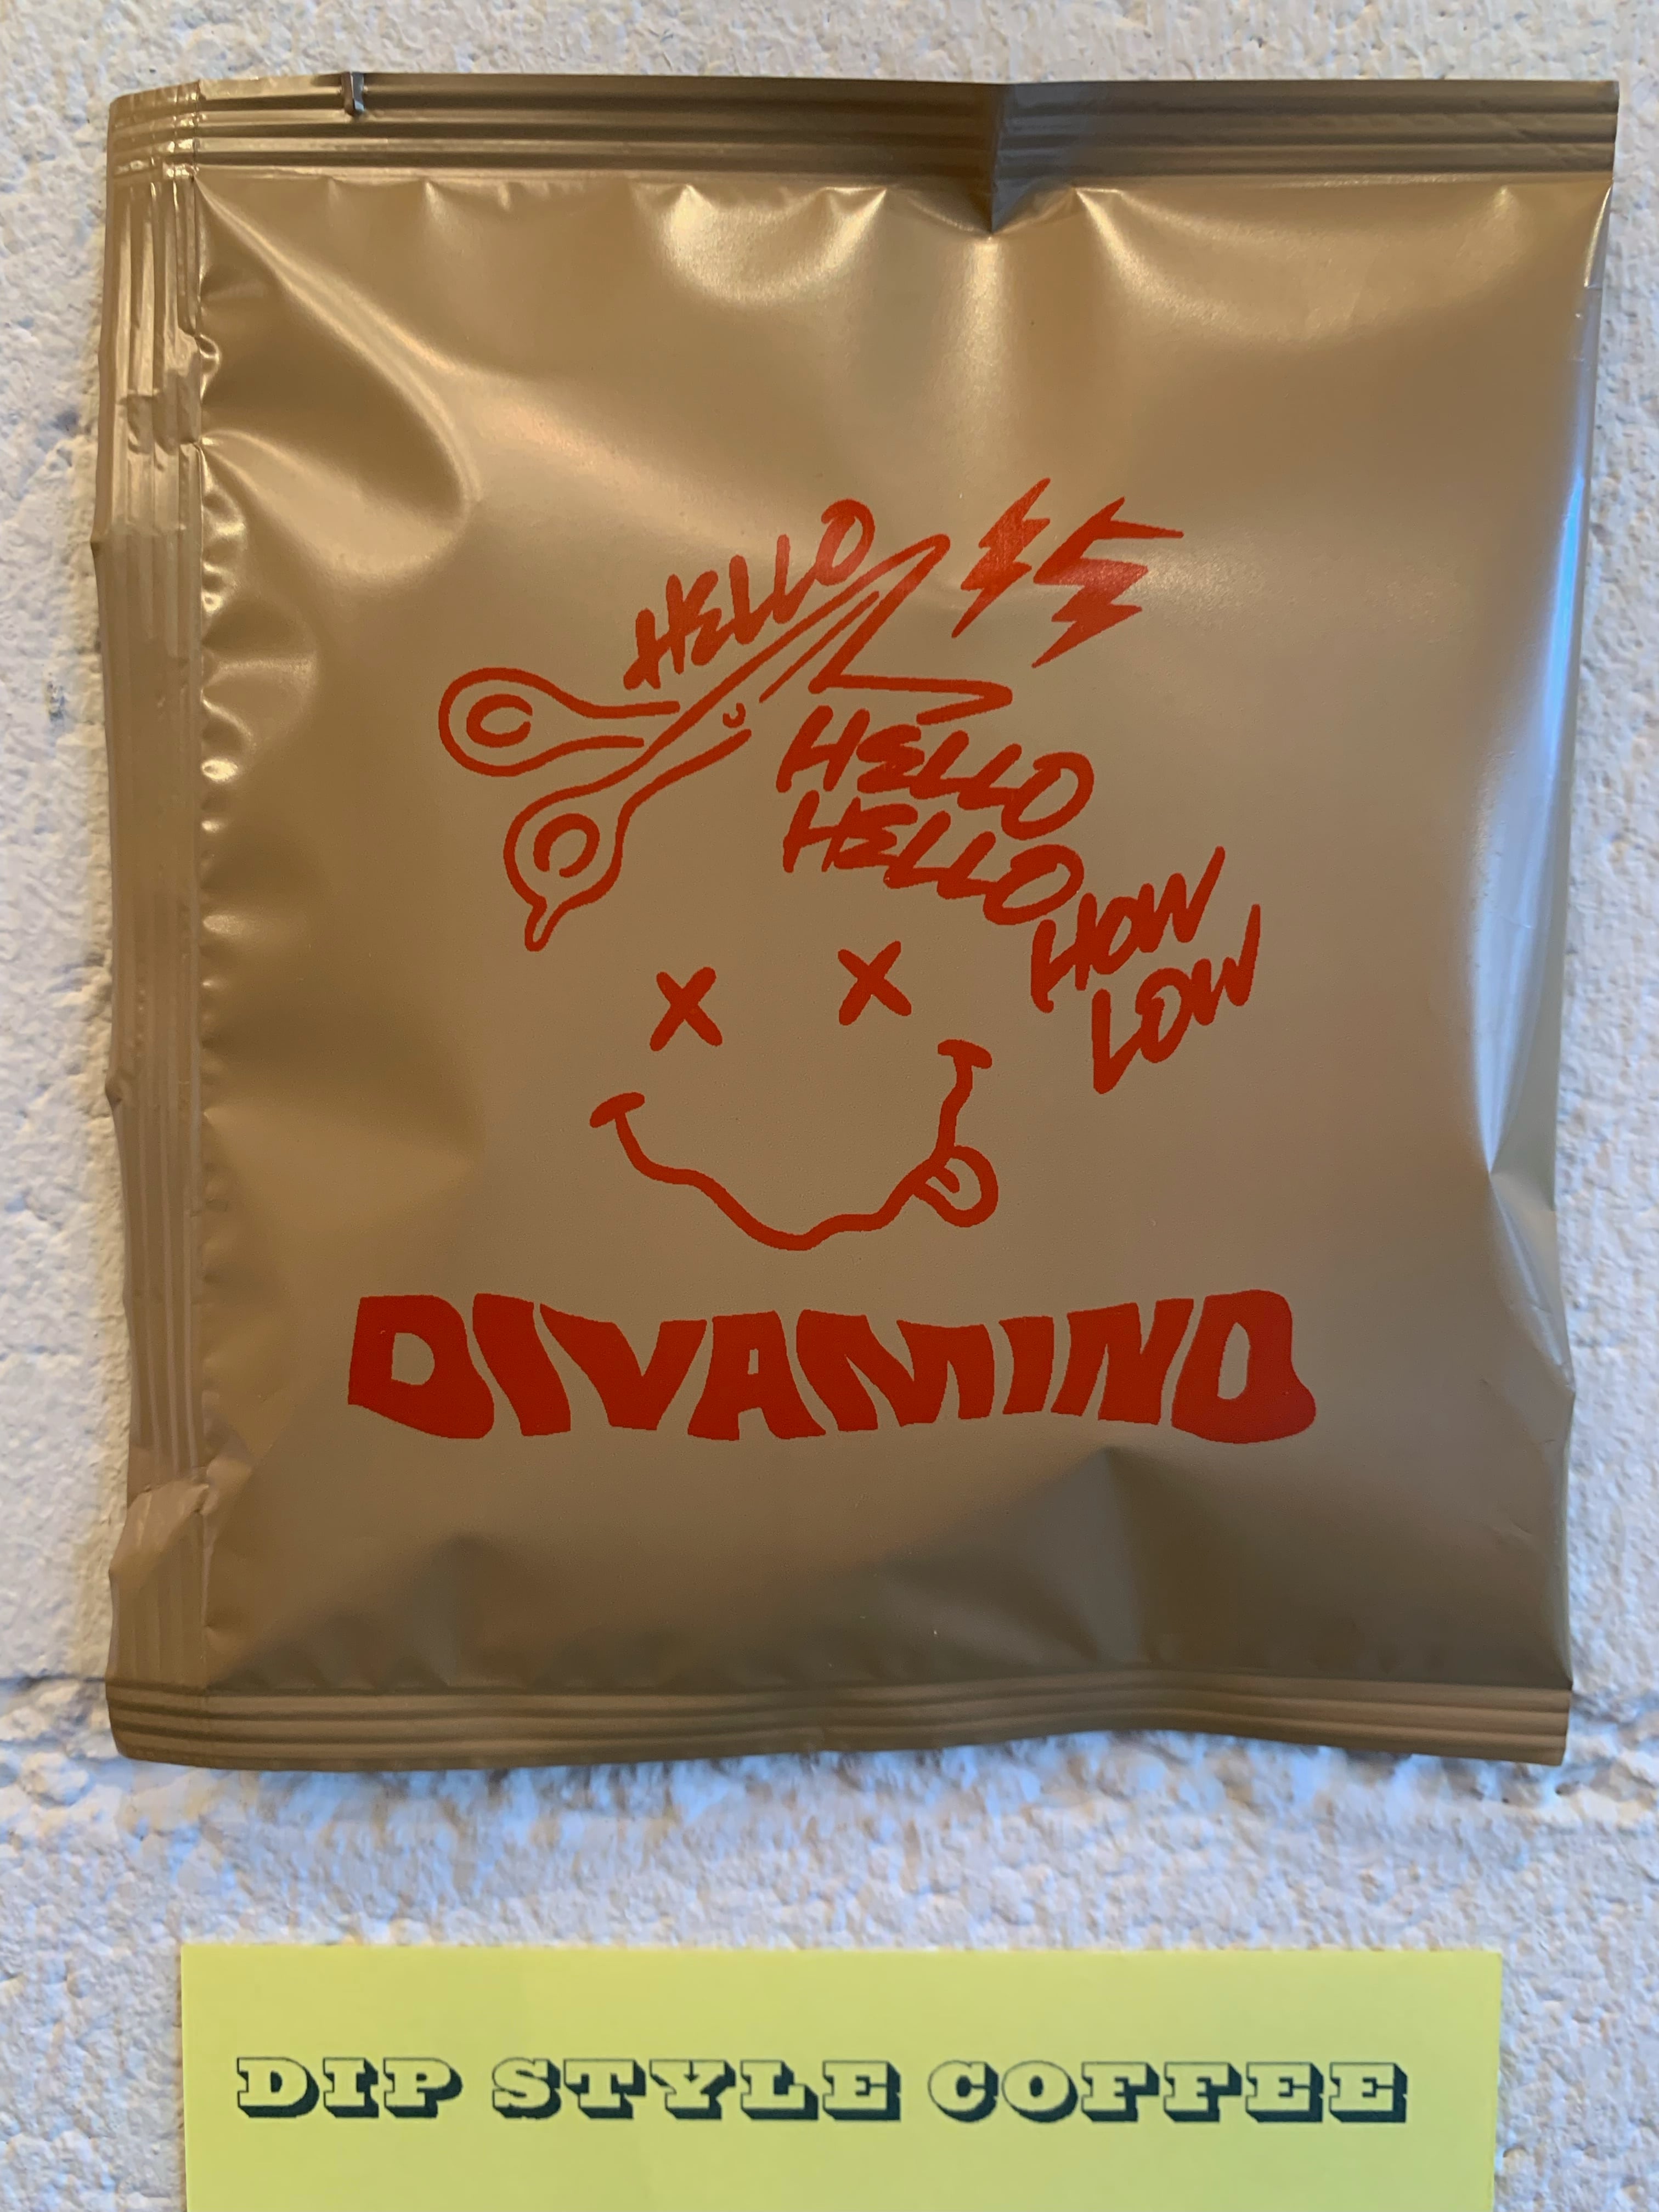 HELLO
HELLO
HELLO
HOW
LOW
DIVAMIND
DIP STYLE COFFEE